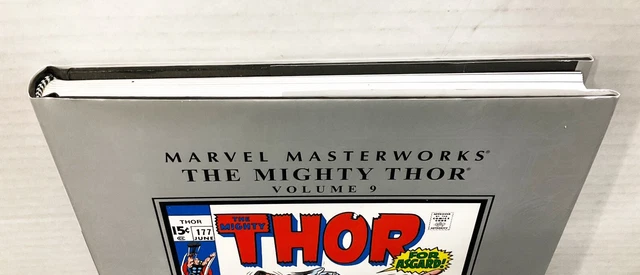 MARVEL MASTERWORKS®
THE MIGHTY THOR®
VOLUME 9
THOR
15¢
177
JUNE
THE MIGHTY
THOR
FOR
ASGARD!